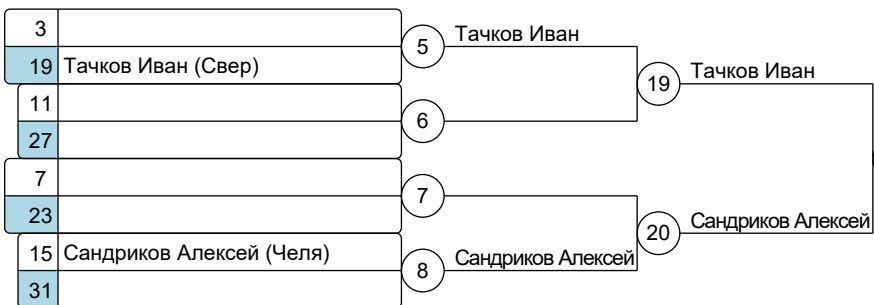 3
5 Тачков Иван
19 Тачков Иван (Свер)
19 Тачков Иван
11
6
27
7
7
23
20 Сандриков Алексей
15 Сандриков Алексей (Челя)
8 Сандриков Алексей
31